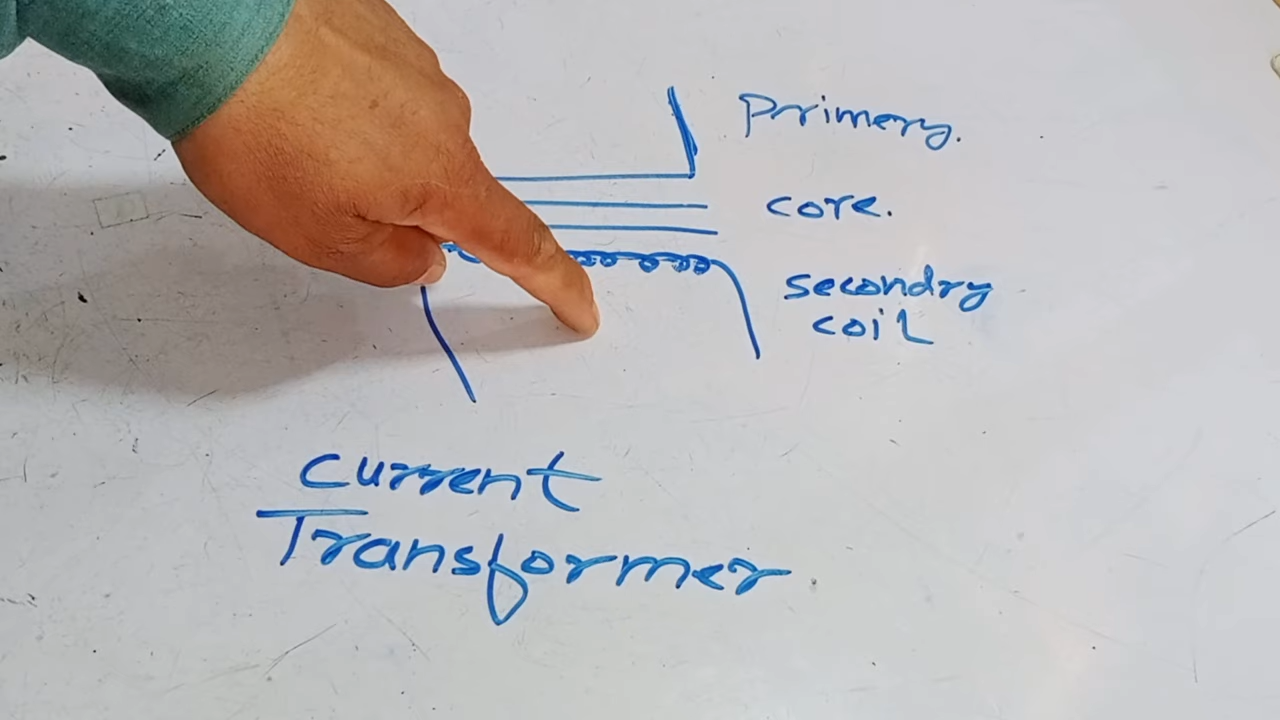 Primery.
core.
secondry
coil
Current
Transformer